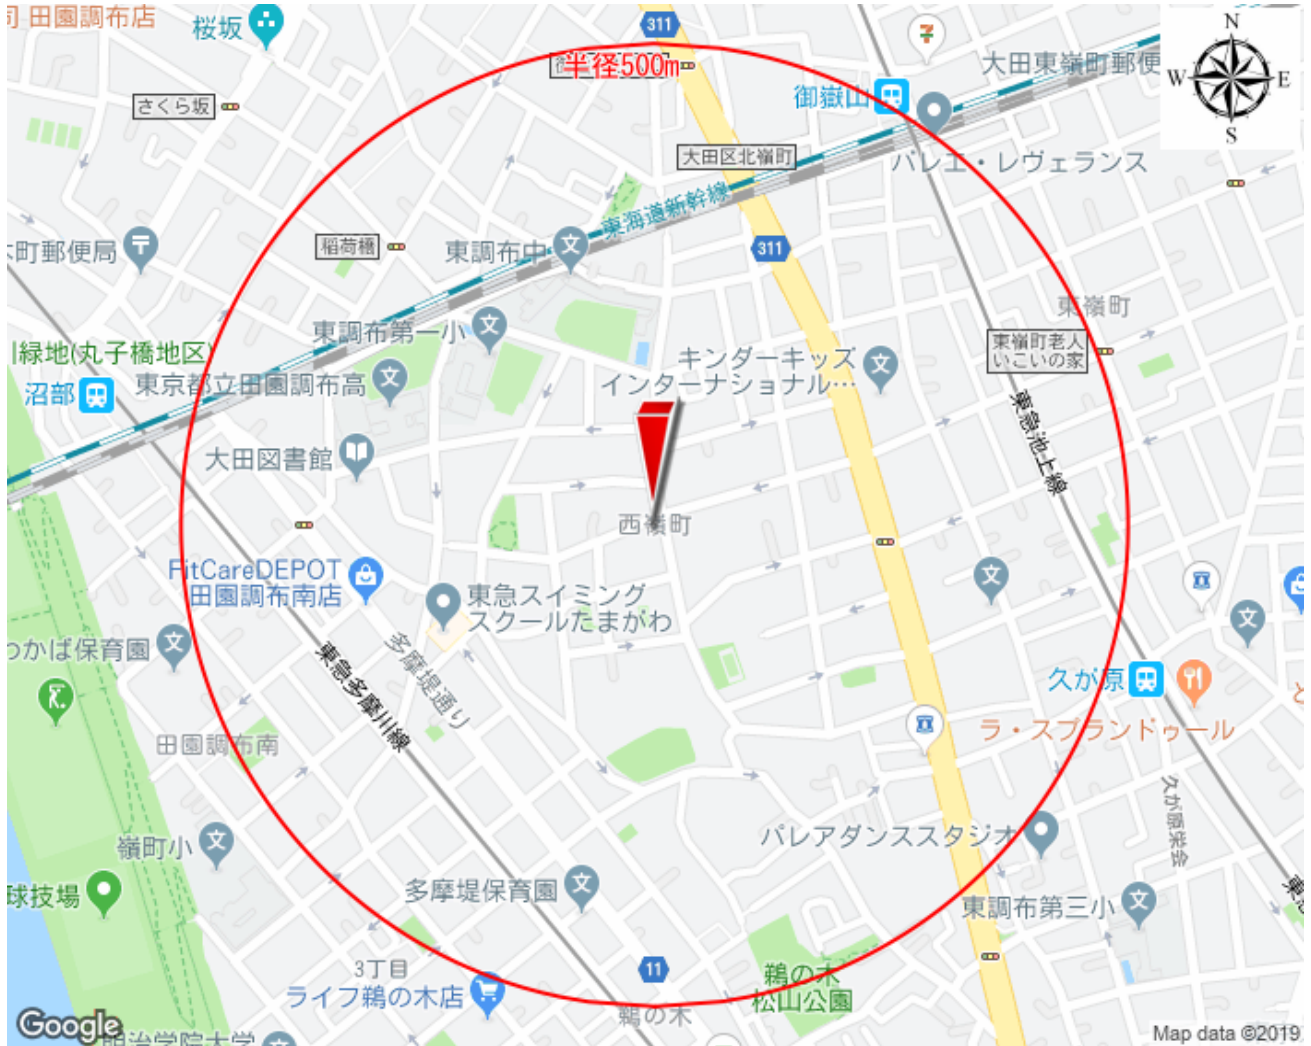 司 田園調布店
桜坂
311
半径500m
N
W
E
S
大田東嶺町郵便
御嶽山
さくら坂
大田区北嶺町
バレエ・レヴェランス
東海道新幹線
稲荷橋
東調布中
本町郵便局
311
東嶺町
東調布第一小
東嶺町老人
いこいの家
緑地(丸子橋地区)
キンダーキッズ
インターナショナル…
沼部
東京都立田園調布高
東急池上線
大田図書館
西嶺町
FitCareDEPOT
田園調布南店
東急スイミング
スクールたまがわ
わかば保育園
東急多摩川線
多摩堤通り
久が原
ラ・スプランドゥール
と
田園調布南
久が原栄会
パレアダンススタジオ
嶺町小
多摩堤保育園
球技場
東調布第三小
東急
11
3丁目
ライフ鵜の木店
鵜の木
松山公園
鵜の木
Google
明治学院大学
Map data ©2019